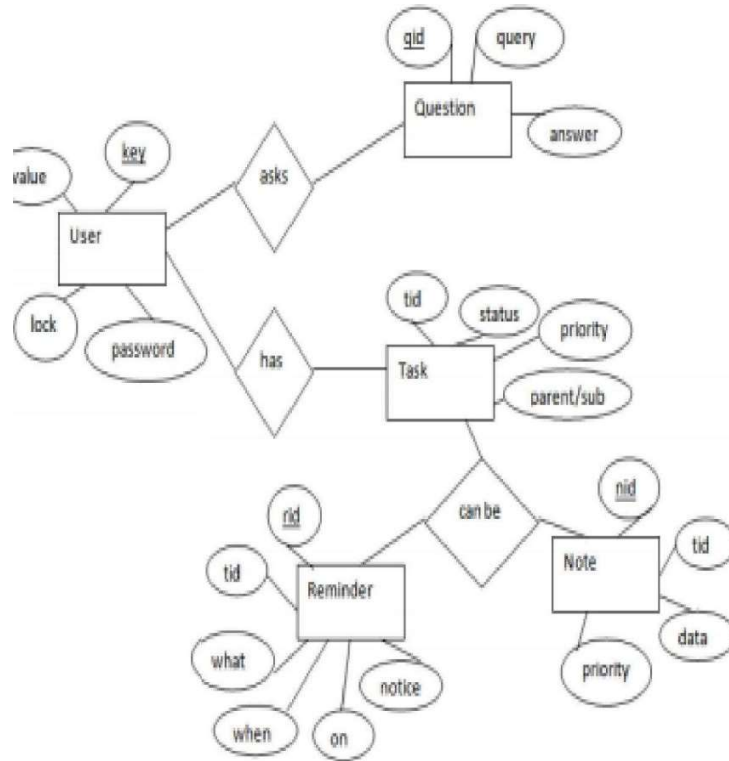 qid
query
Question
answer
key
value
asks
User
lock
password
tid
status
priority
has
Task
parent/sub
rid
can be
nid
tid
tid
Reminder
Note
what
notice
data
priority
when
on